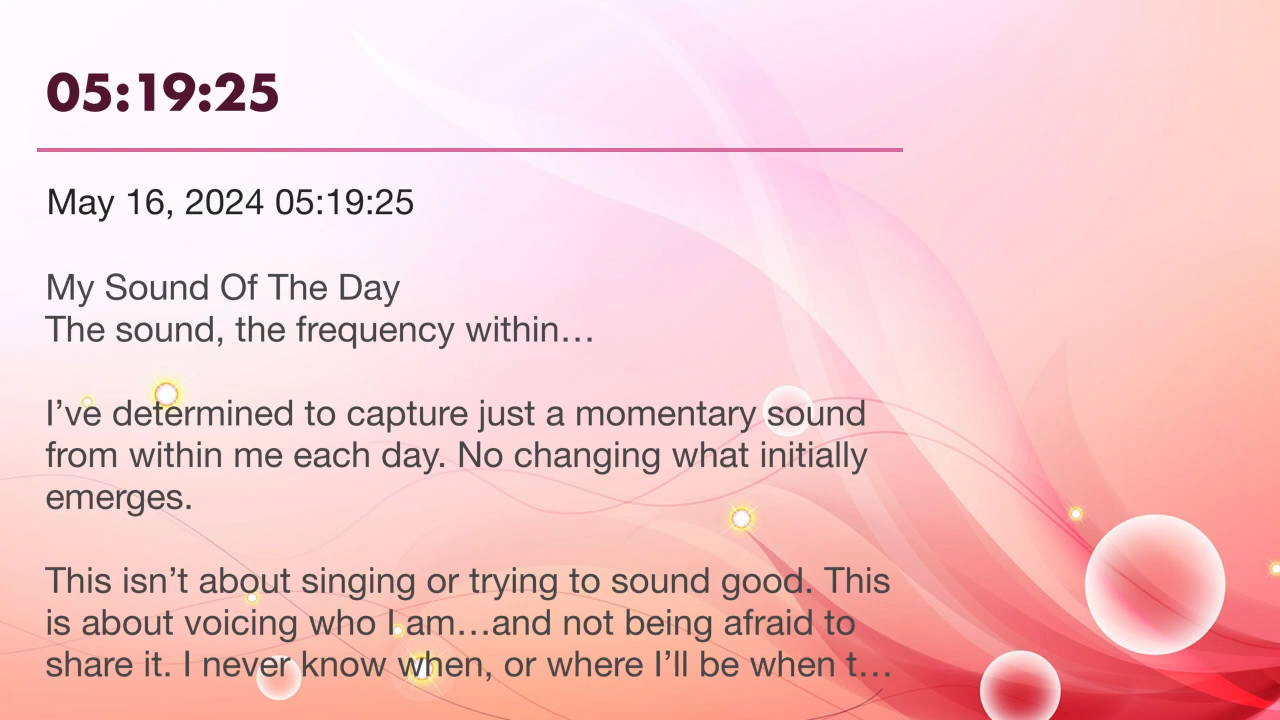 05:19:25
May 16, 2024 05:19:25
My Sound Of The Day
The sound, the frequency within…
I’ve determined to capture just a momentary sound
from within me each day. No changing what initially
emerges.
This isn’t about singing or trying to sound good. This
is about voicing who I am…and not being afraid to
share it. I never know when, or where I’ll be when t…